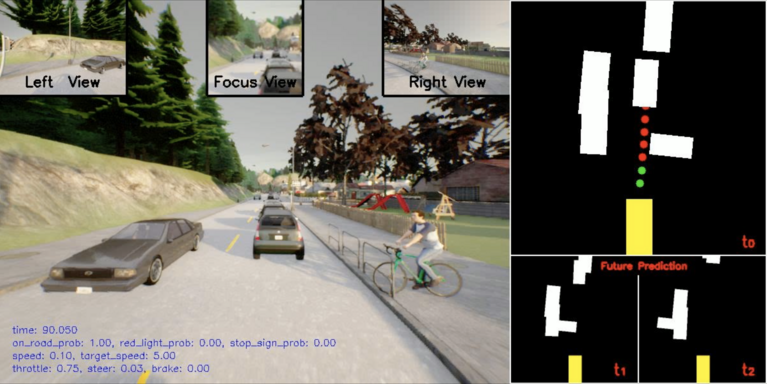 Left View
Focus View
Right View
time: 90.050
on_road_prob: 1.00, red_light_prob: 0.00, stop_sign_prob: 0.00
speed: 0.10, target_speed: 5.00
throttle: 0.75, steer: 0.03, brake: 0.00
t0
Future Prediction
t1
t2